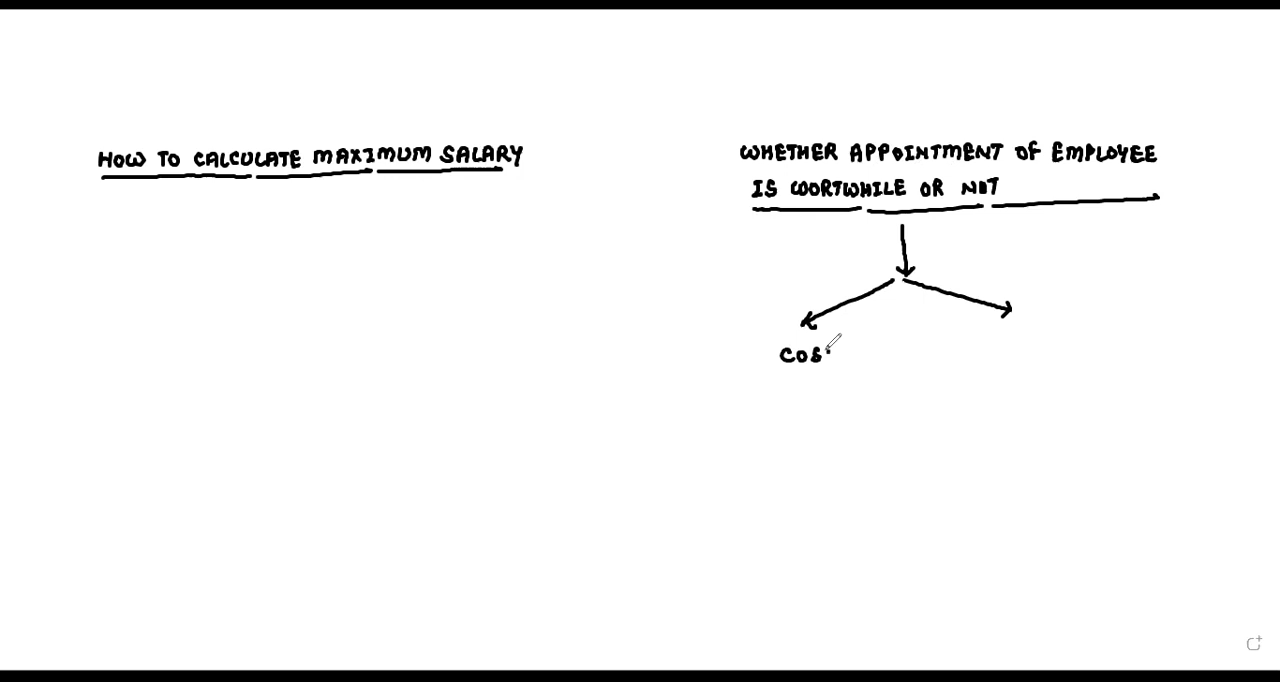 HOW TO CALCULATE MAXIMUM SALARY
WHETHER APPOINTMENT OF EMPLOYEE
IS WORTWHILE OR NOT
COS